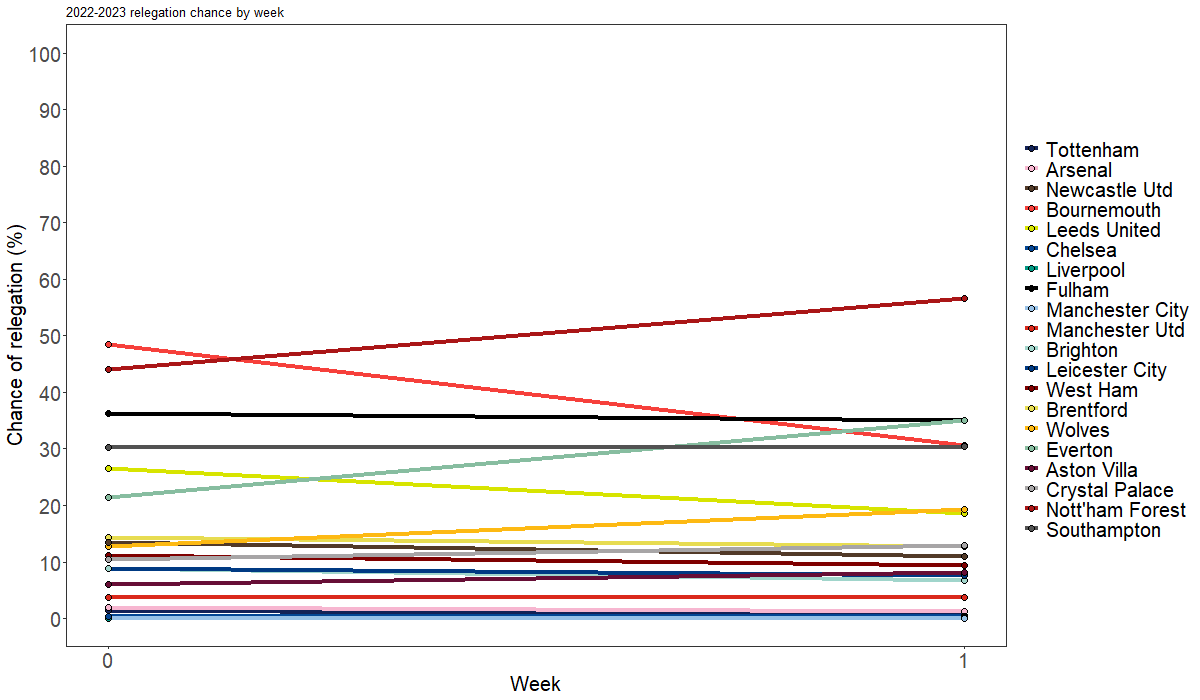 2022-2023 relegation chance by week
Chance of relegation (%)
100
90
80
70
60
50
40
30
20
10
0
0
1
Week
Tottenham
Arsenal
Newcastle Utd
Bournemouth
Leeds United
Chelsea
Liverpool
Fulham
Manchester City
Manchester Utd
Brighton
Leicester City
West Ham
Brentford
Wolves
Everton
Aston Villa
Crystal Palace
Nott'ham Forest
Southampton